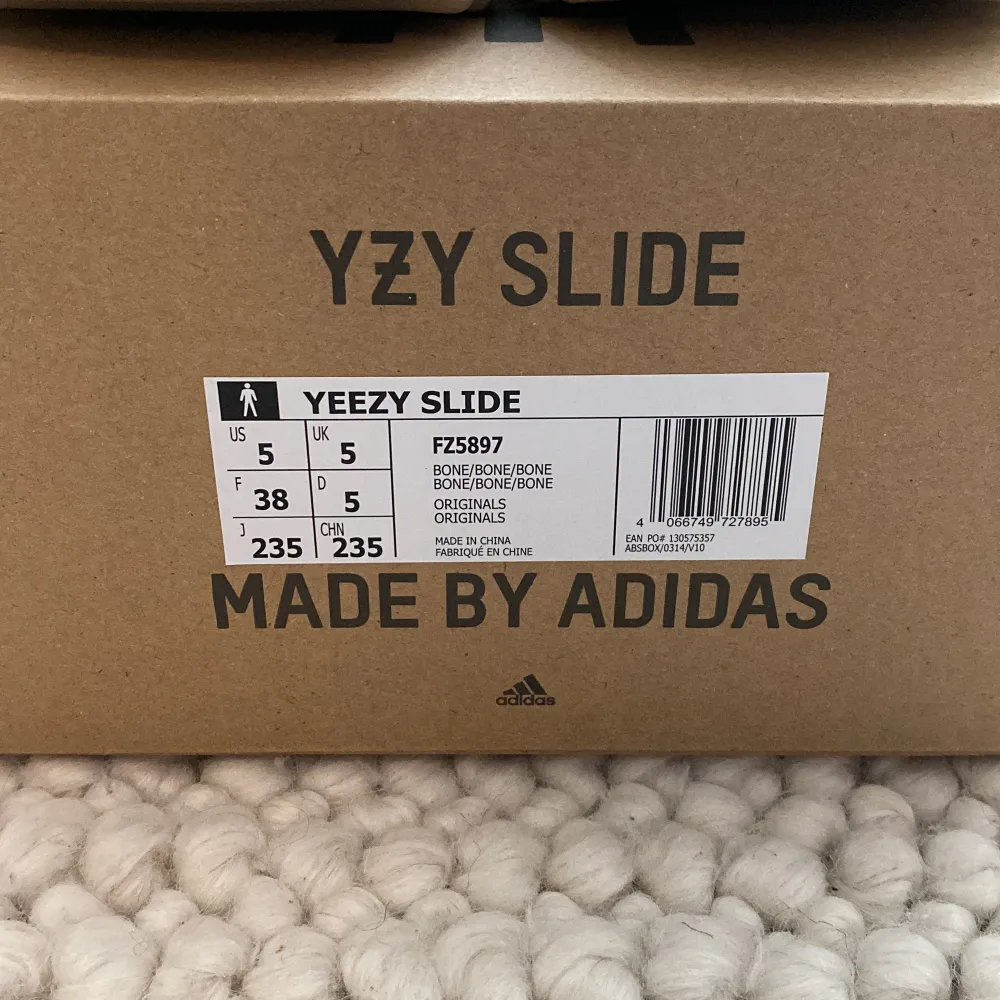 YZY SLIDE
YEEZY SLIDE
US 5 UK 5
F 38 D 5
J 235 CHN 235
FZ5897
BONE/BONE/BONE
BONE/BONE/BONE
ORIGINALS
ORIGINALS
MADE IN CHINA
FABRIQUÉ EN CHINE
4 066749 727895
EAN PO# 130575357
ABSBOX/0314/V10
MADE BY ADIDAS
adidas